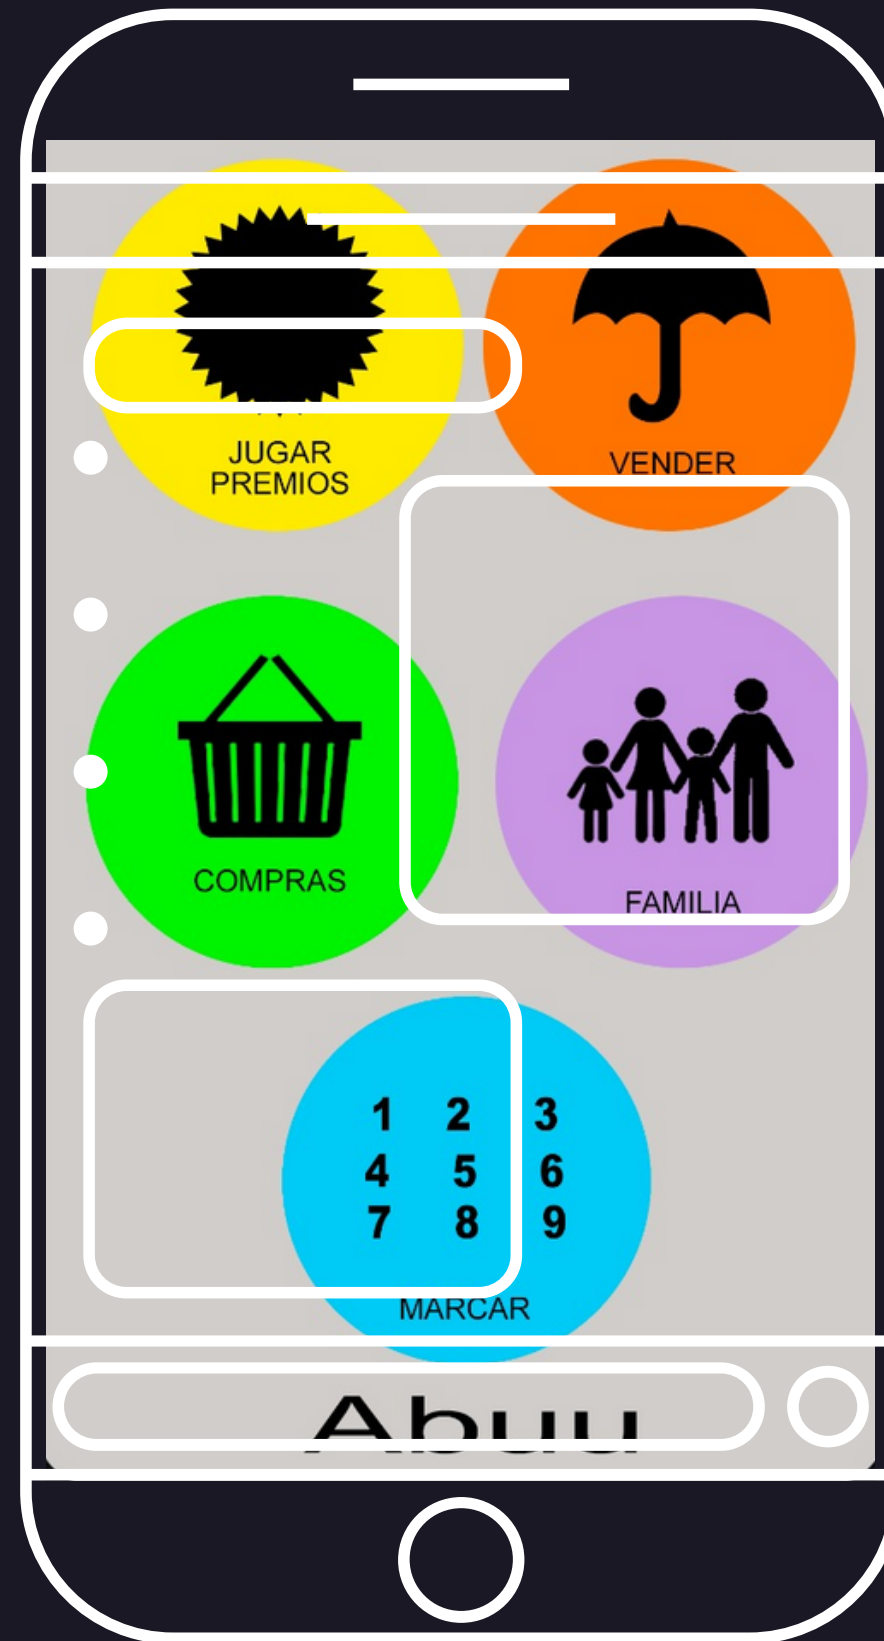 JUGAR
PREMIOS
VENDER
COMPRAS
FAMILIA
1 2 3
4 5 6
7 8 9
MARCAR
Abuu